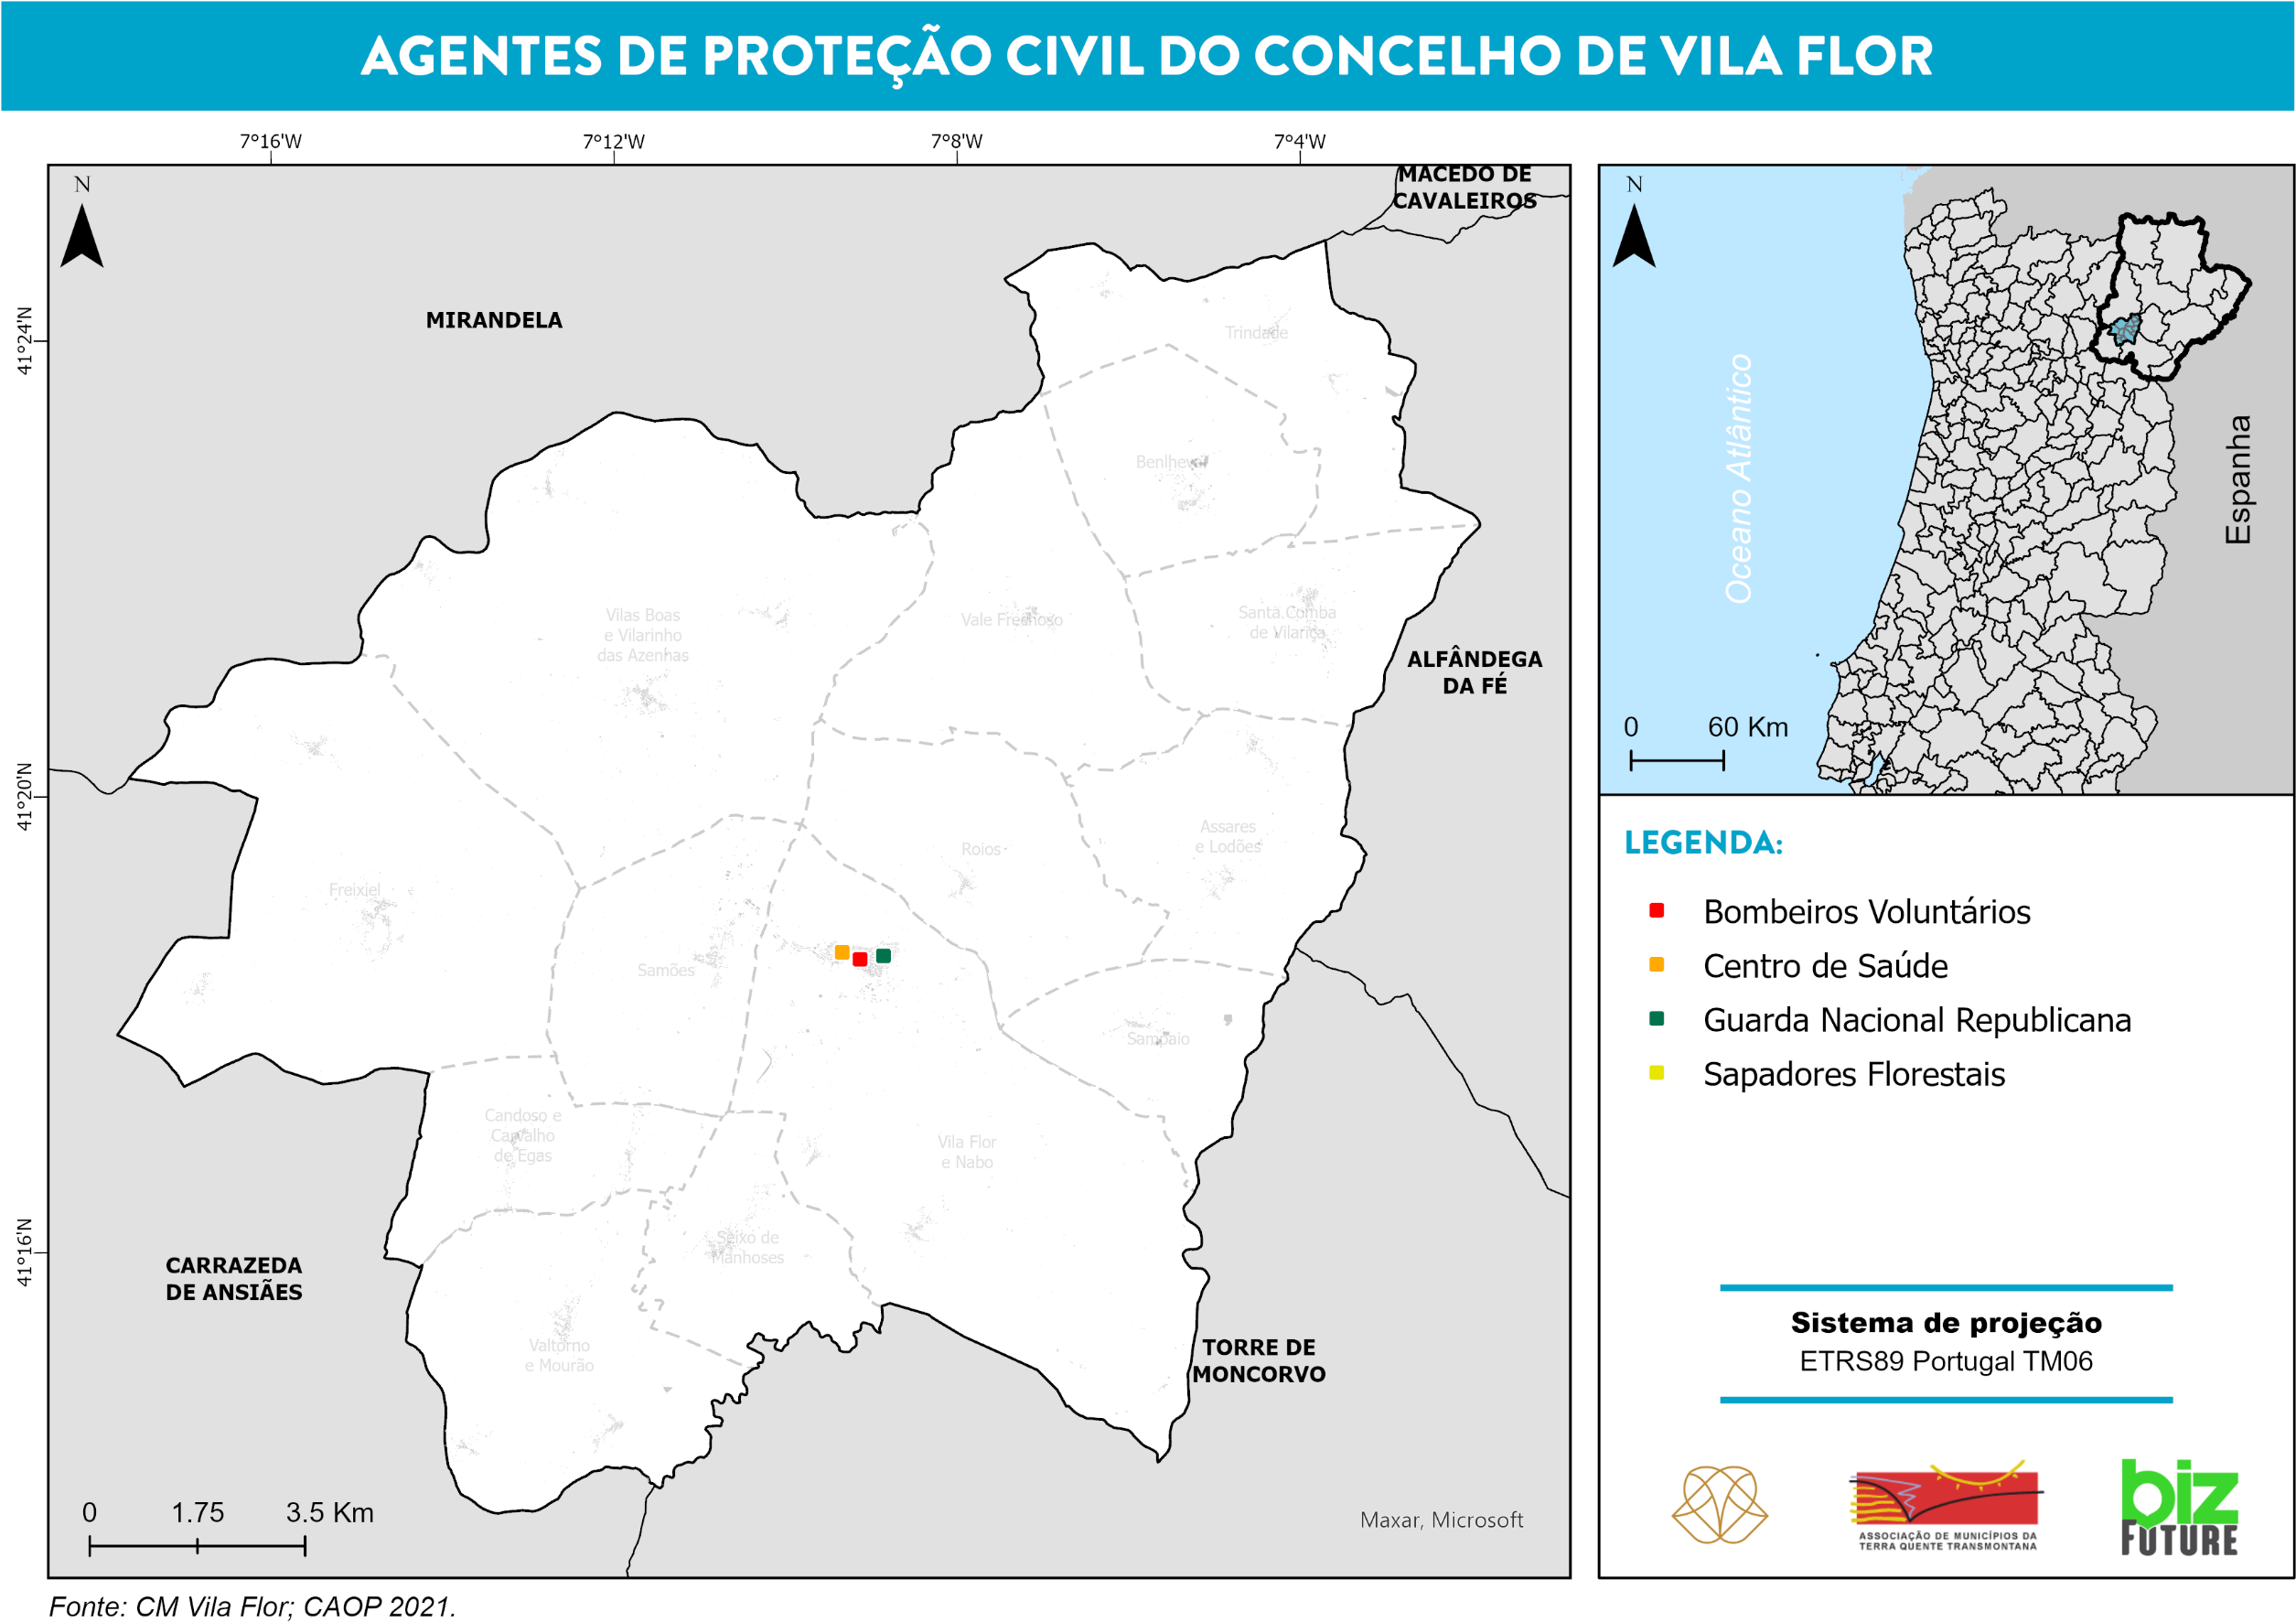 AGENTES DE PROTEÇÃO CIVIL DO CONCELHO DE VILA FLOR
7°16'W
7°12'W
7°8'W
7°4'W
41°24'N
41°20'N
41°16'N
N
MACEDO DE
CAVALEIROS
MIRANDELA
Trindade
Benlhevai
Vilas Boas
e Vilarinho
das Azenhas
Vale Frechoso
Santa Comba
de Vilariça
ALFÂNDEGA
DA FÉ
Assares
e Lodões
Roios
Freixiel
Samões
Sampaio
Candoso e
Carvalho
de Egas
Vila Flor
e Nabo
Seixo de
Manhoses
CARRAZEDA
DE ANSIÃES
Valtorno
e Mourão
TORRE DE
MONCORVO
0 1.75 3.5 Km
Maxar, Microsoft
Fonte: CM Vila Flor; CAOP 2021.
N
Oceano Atlântico
Espanha
0 60 Km
LEGENDA:
Bombeiros Voluntários
Centro de Saúde
Guarda Nacional Republicana
Sapadores Florestais
Sistema de projeção
ETRS89 Portugal TM06
ASSOCIAÇÃO DE MUNICÍPIOS DA
TERRA QUENTE TRANSMONTANA
biz
FUTURE